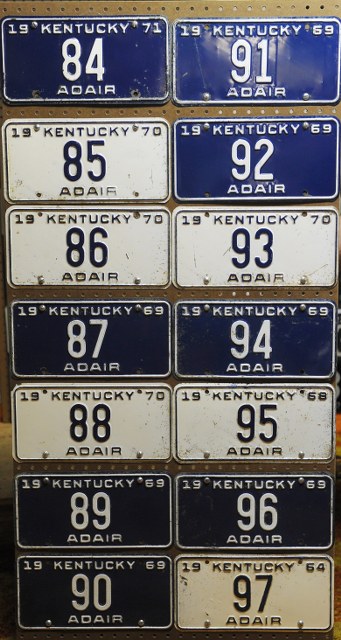 19 KENTUCKY 71
84
ADAIR
19 KENTUCKY 70
85
ADAIR
19 KENTUCKY 70
86
ADAIR
19 KENTUCKY 69
87
ADAIR
19 KENTUCKY 70
88
ADAIR
19 KENTUCKY 69
89
ADAIR
19 KENTUCKY 69
90
ADAIR
19 KENTUCKY 69
91
ADAIR
19 KENTUCKY 69
92
ADAIR
19 KENTUCKY 70
93
ADAIR
19 KENTUCKY 69
94
ADAIR
19 KENTUCKY 68
95
ADAIR
19 KENTUCKY 69
96
ADAIR
19 KENTUCKY 64
97
ADAIR